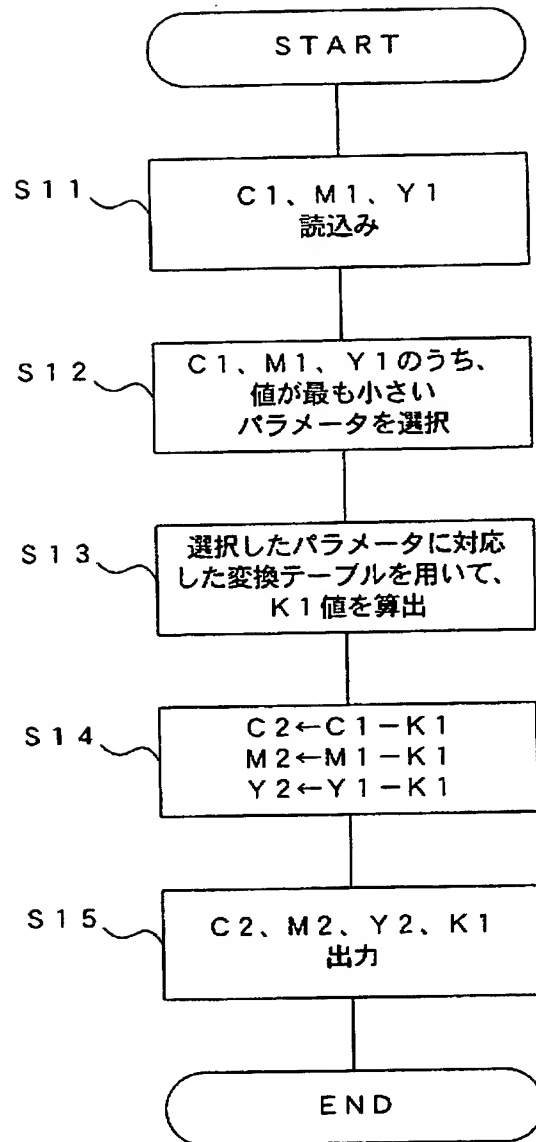 START
S11
C1、M1、Y1
読込み
S12
C1、M1、Y1のうち、
値が最も小さい
パラメータを選択
S13
選択したパラメータに対応
した変換テーブルを用いて、
K1値を算出
S14
C2←C1−K1
M2←M1−K1
Y2←Y1−K1
S15
C2、M2、Y2、K1
出力
END